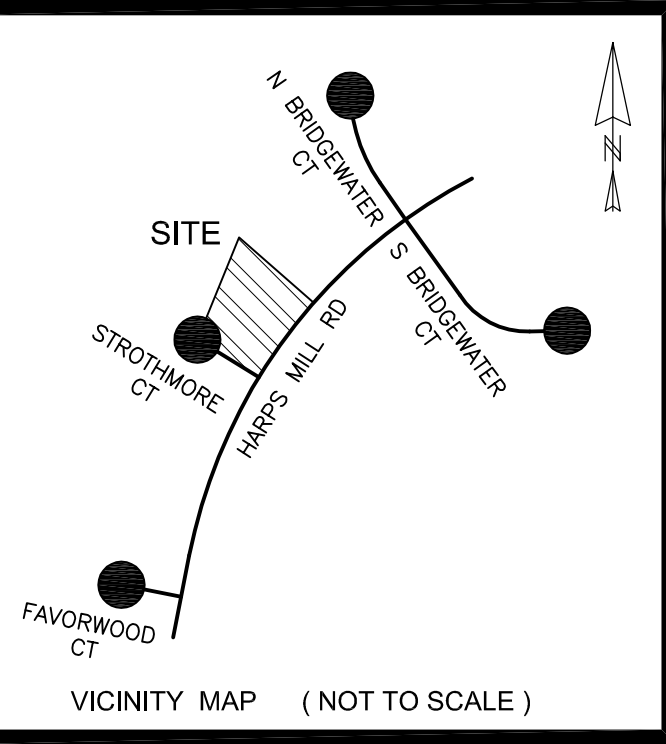 N BRIDGEWATER
CT
N
SITE
S BRIDGEWATER
CT
STROTHMORE
CT
HARPS MILL RD
FAVORWOOD
CT
VICINITY MAP ( NOT TO SCALE )